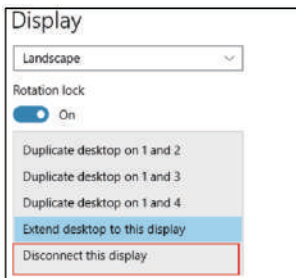 Display
Landscape
Rotation lock
On
Duplicate desktop on 1 and 2
Duplicate desktop on 1 and 3
Duplicate desktop on 1 and 4
Extend desktop to this display
Disconnect this display